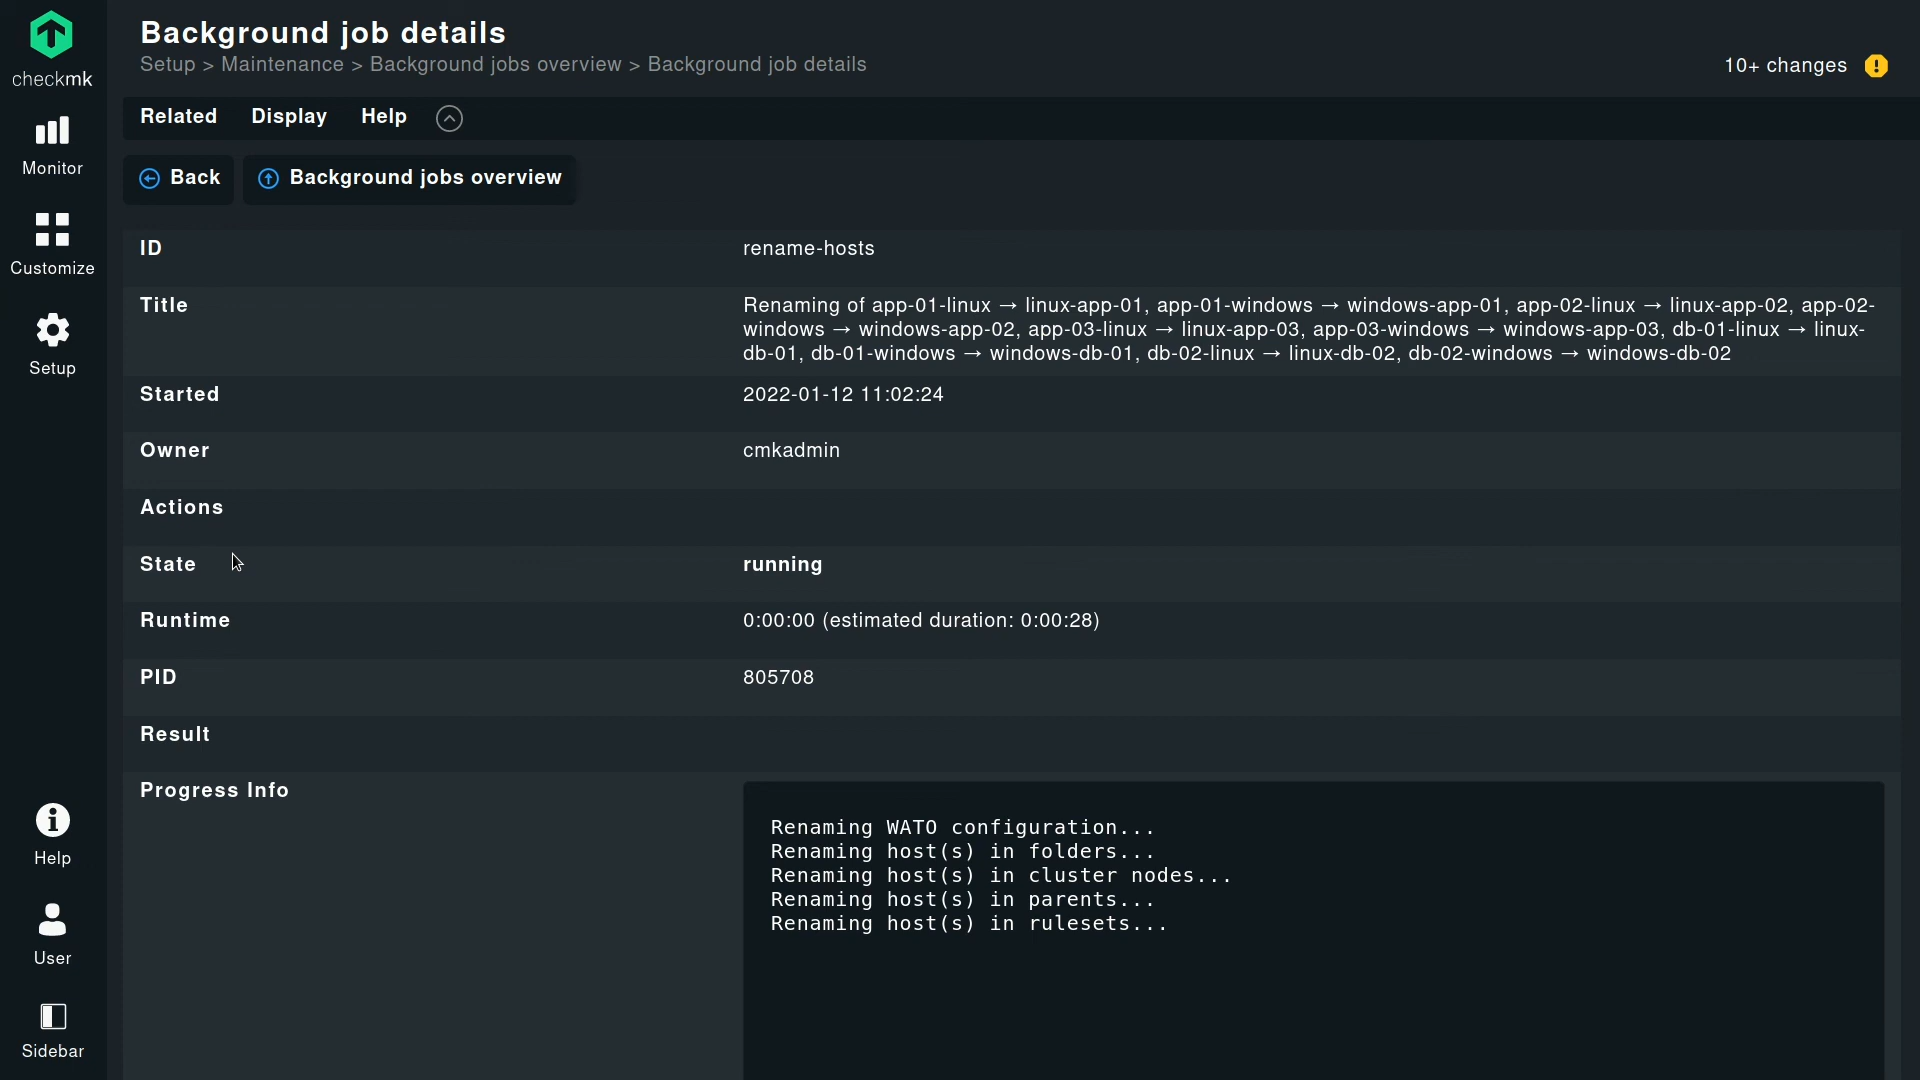 Background job details
Setup > Maintenance > Background jobs overview > Background job details
10+ changes
checkmk
Monitor
Customize
Setup
Help
User
Sidebar
Related Display Help
Back Background jobs overview
ID rename-hosts
Title Renaming of app-01-linux → linux-app-01, app-01-windows → windows-app-01, app-02-linux → linux-app-02, app-02-
windows → windows-app-02, app-03-linux → linux-app-03, app-03-windows → windows-app-03, db-01-linux → linux-
db-01, db-01-windows → windows-db-01, db-02-linux → linux-db-02, db-02-windows → windows-db-02
Started 2022-01-12 11:02:24
Owner cmkadmin
Actions
State running
Runtime 0:00:00 (estimated duration: 0:00:28)
PID 805708
Result
Progress Info
Renaming WATO configuration...
Renaming host(s) in folders...
Renaming host(s) in cluster nodes...
Renaming host(s) in parents...
Renaming host(s) in rulesets...